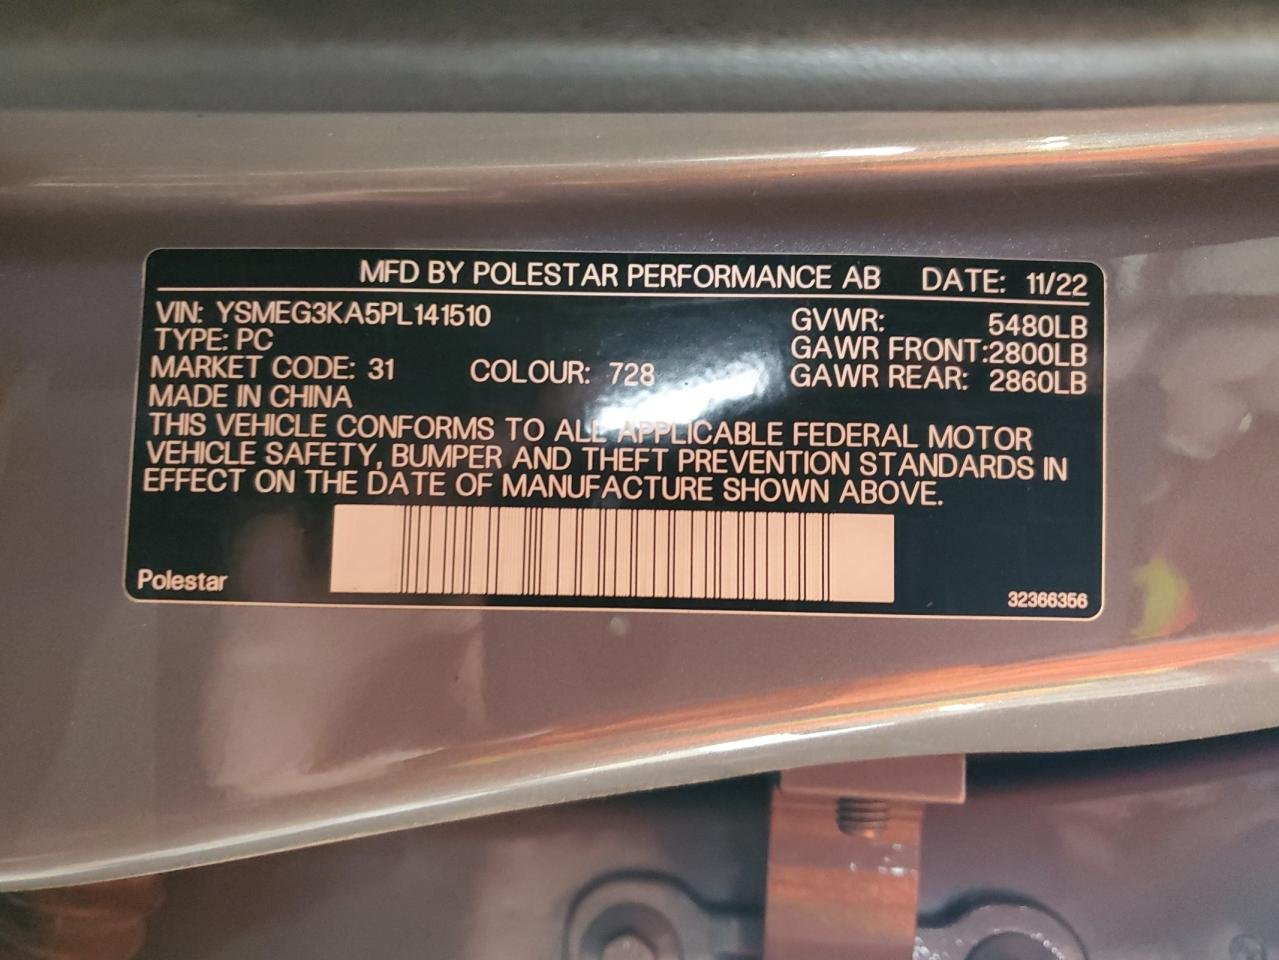 MFD BY POLESTAR PERFORMANCE AB DATE: 11/22
VIN: YSMEG3KA5PL141510 GVWR: 5480LB
TYPE: PC GAWR FRONT:2800LB
MARKET CODE: 31 COLOUR: 728 GAWR REAR: 2860LB
MADE IN CHINA
THIS VEHICLE CONFORMS TO ALL APPLICABLE FEDERAL MOTOR
VEHICLE SAFETY, BUMPER AND THEFT PREVENTION STANDARDS IN
EFFECT ON THE DATE OF MANUFACTURE SHOWN ABOVE.
Polestar 32366356